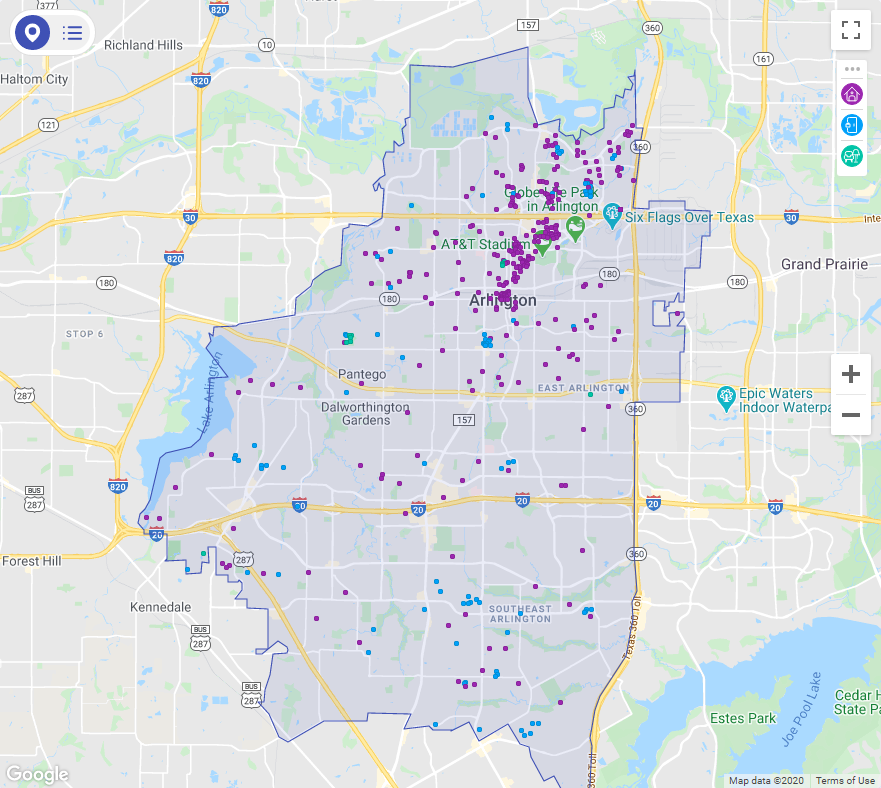 377
820
157
360
Richland Hills
10
161
820
Haltom City
121
360
Globe Life Park
in Arlington
30
Six Flags Over Texas
30
AT&T Stadium
820
180
180
180
Grand Prairie
180
Arlington
STOP 6
Lake Arlington
Pantego
287
EAST ARLINGTON
Epic Waters
Indoor Waterpa
Dalworthington
Gardens
157
360
820
BUS
287
20
20
20
20
20
20
360
Forest Hill
287
Kennedale
SOUTHEAST
ARLINGTON
BUS
287
Texas 360 Toll
BUS
287
Joe Pool Lake
Cedar H
State Pa
Estes Park
360 Toll
Google
Map data ©2020
Terms of Use